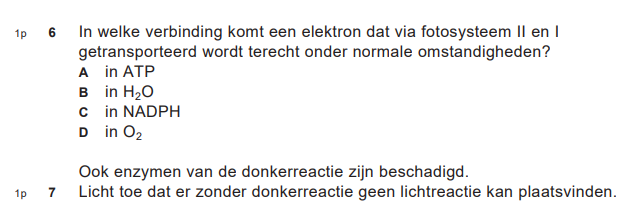 1p 6 In welke verbinding komt een elektron dat via fotosysteem II en I
getransporteerd wordt terecht onder normale omstandigheden?
A in ATP
B in H₂O
C in NADPH
D in O₂
Ook enzymen van de donkerreactie zijn beschadigd.
1p 7 Licht toe dat er zonder donkerreactie geen lichtreactie kan plaatsvinden.